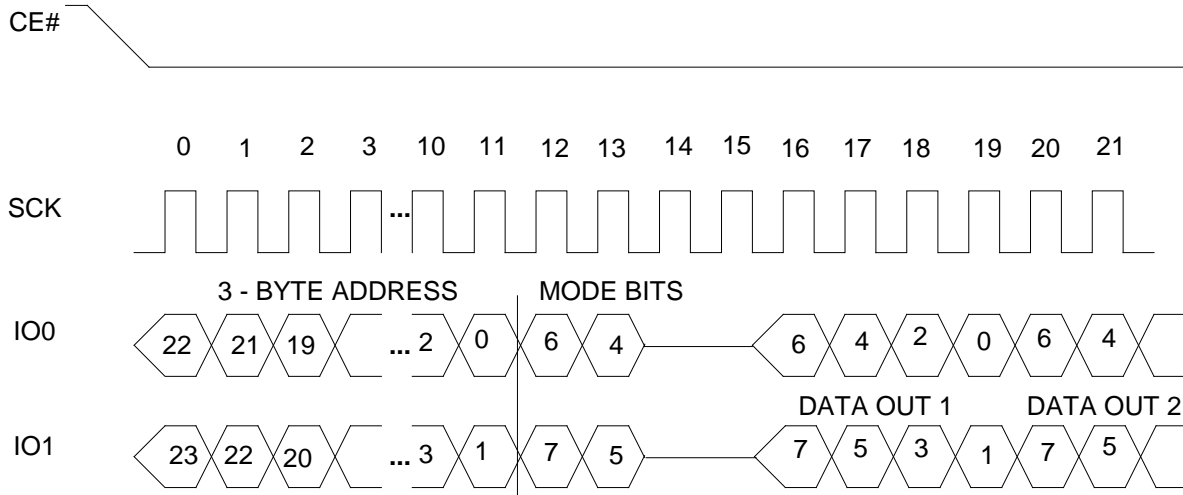 CE#
0 1 2 3 10 11 12 13 14 15 16 17 18 19 20 21
SCK ...
3 - BYTE ADDRESS MODE BITS
IO0 22 21 19 ... 2 0 6 4 6 4 2 0 6 4
DATA OUT 1 DATA OUT 2
IO1 23 22 20 ... 3 1 7 5 7 5 3 1 7 5